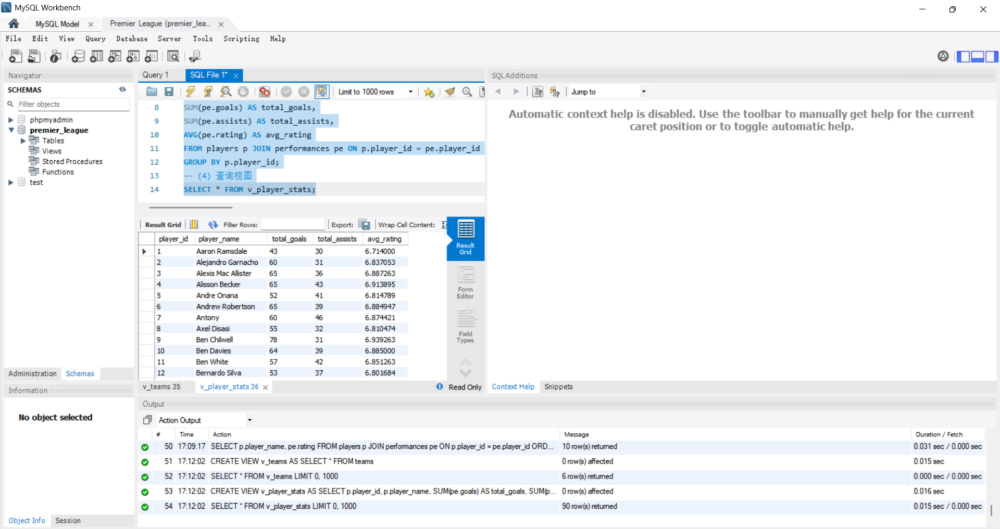 MySQL Workbench
MySQL Model
Premier League (premier_lea...
File Edit View Query Database Server Tools Scripting Help
Navigator
SCHEMAS
Filter objects
phpmyadmin
premier_league
Tables
Views
Stored Procedures
Functions
test
Administration Schemas
Information
No object selected
Object Info Session
Query 1 SQL File 1*
Limit to 1000 rows
8 SUM(pe.goals) AS total_goals,
9 SUM(pe.assists) AS total_assists,
10 AVG(pe.rating) AS avg_rating
11 FROM players p JOIN performances pe ON p.player_id = pe.player_id
12 GROUP BY p.player_id;
13 -- (4) 查询视图
14 SELECT * FROM v_player_stats;
Result Grid Filter Rows: Export: Wrap Cell Content:
player_id player_name total_goals total_assists avg_rating
1 Aaron Ramsdale 43 30 6.714000
2 Alejandro Garnacho 60 31 6.837053
3 Alexis Mac Allister 65 36 6.887263
4 Alisson Becker 65 43 6.913895
5 Andre Onana 52 41 6.814789
6 Andrew Robertson 65 39 6.884947
7 Antony 60 46 6.874421
8 Axel Disasi 55 32 6.810474
9 Ben Chilwell 78 31 6.939263
10 Ben Davies 64 39 6.885000
11 Ben White 57 42 6.851263
12 Bernardo Silva 53 37 6.801684
Result
Grid
Form
Editor
Field
Types
v_teams 35 v_player_stats 36 Read Only
SQLAdditions
Jump to
Automatic context help is disabled. Use the toolbar to manually get help for the current
caret position or to toggle automatic help.
Context Help Snippets
Output
Action Output
# Time Action Message Duration / Fetch
50 17:09:17 SELECT p.player_name, pe.rating FROM players p JOIN performances pe ON p.player_id = pe.player_id ORD... 10 row(s) returned 0.031 sec / 0.000 sec
51 17:12:02 CREATE VIEW v_teams AS SELECT * FROM teams 0 row(s) affected 0.015 sec
52 17:12:02 SELECT * FROM v_teams LIMIT 0, 1000 6 row(s) returned 0.000 sec / 0.000 sec
53 17:12:02 CREATE VIEW v_player_stats AS SELECT p.player_id, p.player_name, SUM(pe.goals) AS total_goals, SUM(p... 0 row(s) affected 0.016 sec
54 17:12:02 SELECT * FROM v_player_stats LIMIT 0, 1000 90 row(s) returned 0.015 sec / 0.000 sec